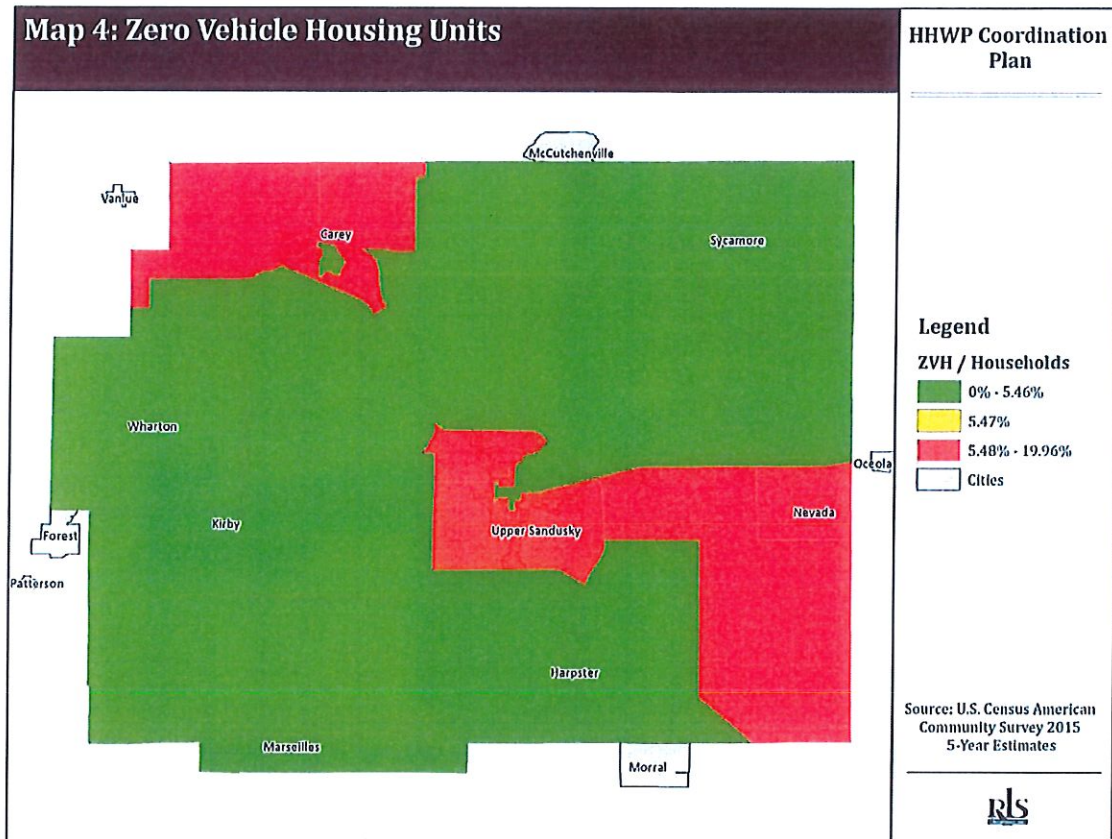 Map 4: Zero Vehicle Housing Units
HHWP Coordination
Plan
McCutchenville
Vanlue
Carey
Sycamore
Wharton
Oceola
Kirby
Upper Sandusky
Nevada
Forest
Patterson
Harpster
Marseilles
Morral
Legend
ZVH / Households
0% - 5.46%
5.47%
5.48% - 19.96%
Cities
Source: U.S. Census American
Community Survey 2015
5-Year Estimates
RLS